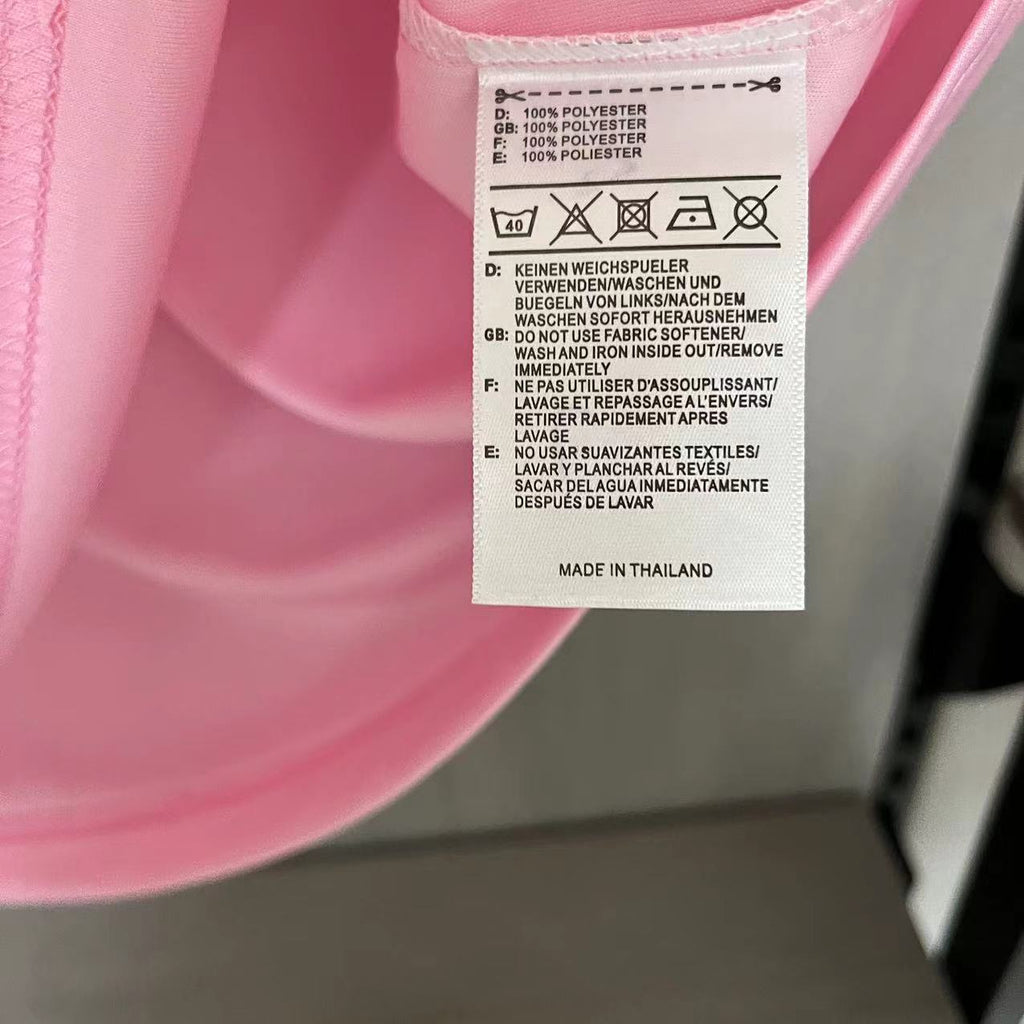 D: 100% POLYESTER
GB: 100% POLYESTER
F: 100% POLYESTER
E: 100% POLIESTER
40
D: KEINEN WEICHSPUELER
VERWENDEN/WASCHEN UND
BUEGELN VON LINKS/NACH DEM
WASCHEN SOFORT HERAUSNEHMEN
GB: DO NOT USE FABRIC SOFTENER/
WASH AND IRON INSIDE OUT/REMOVE
IMMEDIATELY
F: NE PAS UTILISER D'ASSOUPLISSANT/
LAVAGE ET REPASSAGE A L'ENVERS/
RETIRER RAPIDEMENT APRES
LAVAGE
E: NO USAR SUAVIZANTES TEXTILES/
LAVAR Y PLANCHAR AL REVÉS/
SACAR DEL AGUA INMEDIATAMENTE
DESPUÉS DE LAVAR
MADE IN THAILAND